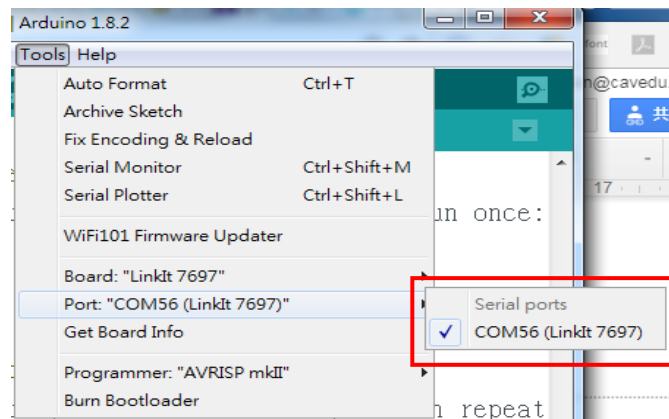 Arduino 1.8.2
Tools Help
font
Auto Format Ctrl+T
n@cavedu.
Archive Sketch
共
Fix Encoding & Reload
Serial Monitor Ctrl+Shift+M
17
Serial Plotter Ctrl+Shift+L
un once:
WiFi101 Firmware Updater
Board: "LinkIt 7697"
Port: "COM56 (LinkIt 7697)"
Serial ports
Get Board Info
✓ COM56 (LinkIt 7697)
Programmer: "AVRISP mkII"
Burn Bootloader
repeat